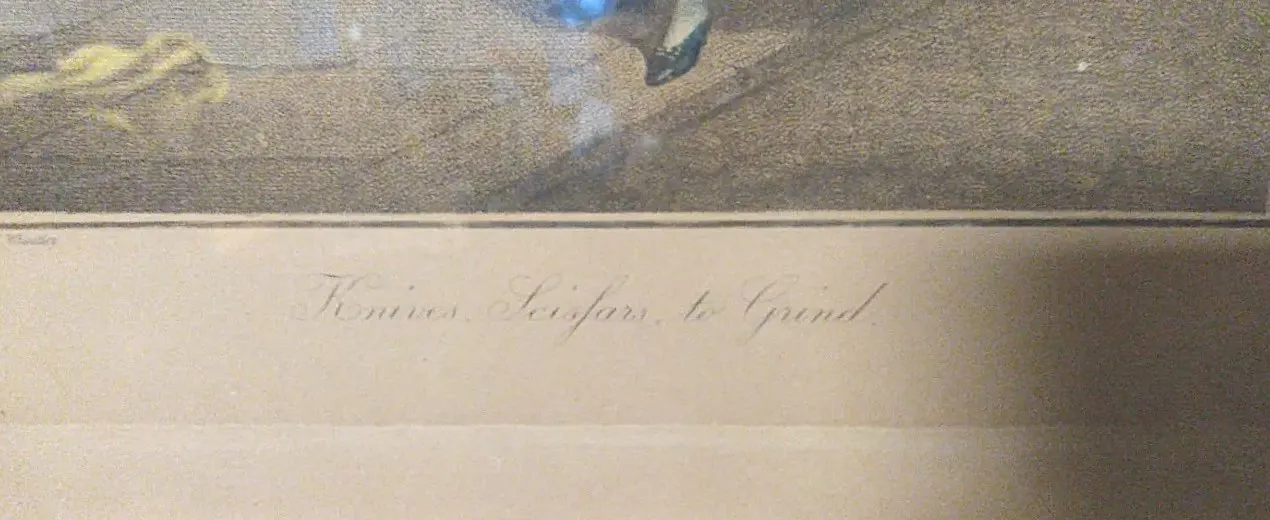 Knives, Sciſsars, to Grind.